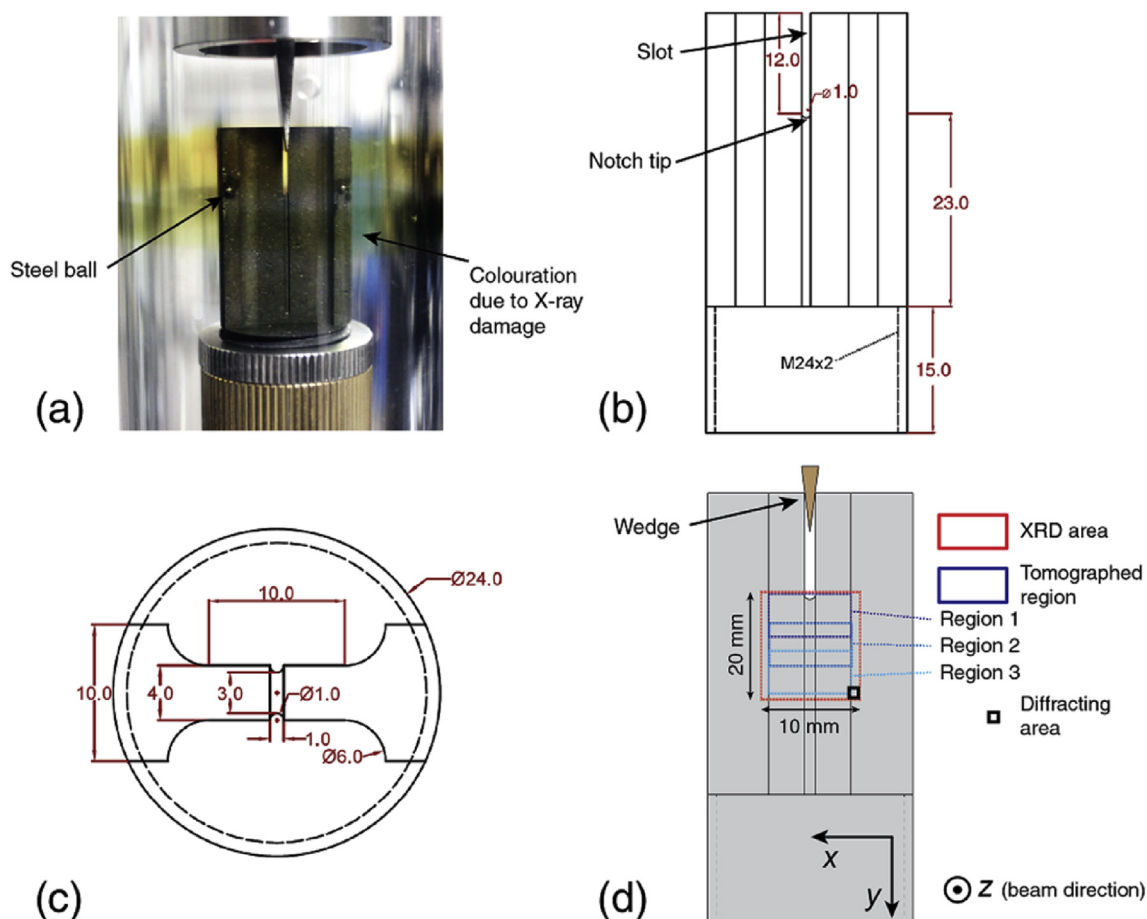 Steel ball
Colouration
due to X-ray
damage
(a)
Slot
12.0
ø1.0
Notch tip
23.0
M24x2
15.0
(b)
Ø24.0
10.0
10.0
4.0
3.0
Ø1.0
1.0
Ø6.0
(c)
Wedge
XRD area
Tomographed
region
Region 1
Region 2
Region 3
20 mm
10 mm
Diffracting
area
x
y
z (beam direction)
(d)